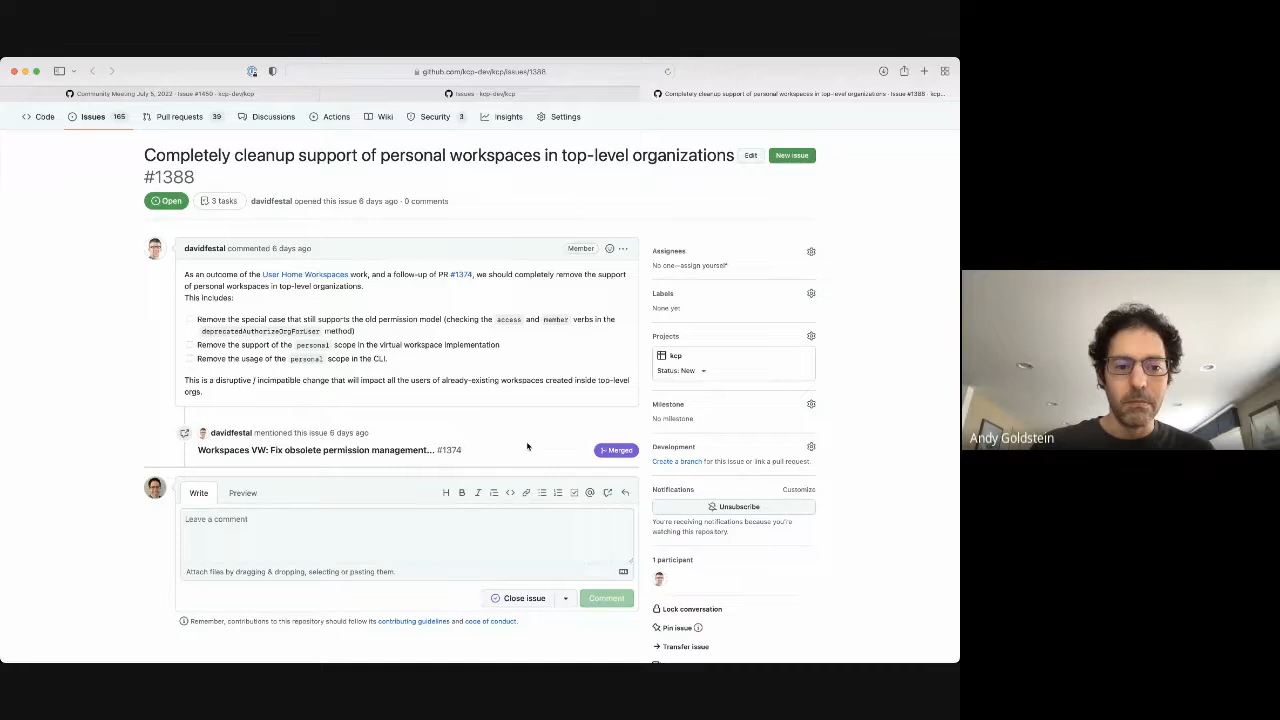 github.com/kcp-dev/kcp/issues/1388
Community Meeting July 5, 2022 · Issue #1450 · kcp-dev/kcp
Issues · kcp-dev/kcp
Completely cleanup support of personal workspaces in top-level organizations · Issue #1388 · kcp...
Code
Issues 165
Pull requests 39
Discussions
Actions
Wiki
Security 3
Insights
Settings
Completely cleanup support of personal workspaces in top-level organizations
#1388
Edit
New issue
Open
3 tasks
davidfestal opened this issue 6 days ago · 0 comments
davidfestal commented 6 days ago
Member
As an outcome of the User Home Workspaces work, and a follow-up of PR #1374, we should completely remove the support
of personal workspaces in top-level organizations.
This includes:
Remove the special case that still supports the old permission model (checking the access and member verbs in the
deprecatedAuthorizeOrgForUser method)
Remove the support of the personal scope in the virtual workspace implementation
Remove the usage of the personal scope in the CLI.
This is a disruptive / incimpatible change that will impact all the users of already-existing workspaces created inside top-level
orgs.
davidfestal mentioned this issue 6 days ago
Workspaces VW: Fix obsolete permission management... #1374
Merged
Write
Preview
Leave a comment
Attach files by dragging & dropping, selecting or pasting them.
Close issue
Comment
Remember, contributions to this repository should follow its contributing guidelines and code of conduct.
Assignees
No one—assign yourself
Labels
None yet
Projects
kcp
Status: New
Milestone
No milestone
Development
Create a branch for this issue or link a pull request.
Notifications
Customize
Unsubscribe
You're receiving notifications because you're
watching this repository.
1 participant
Lock conversation
Pin issue
Transfer issue
Andy Goldstein